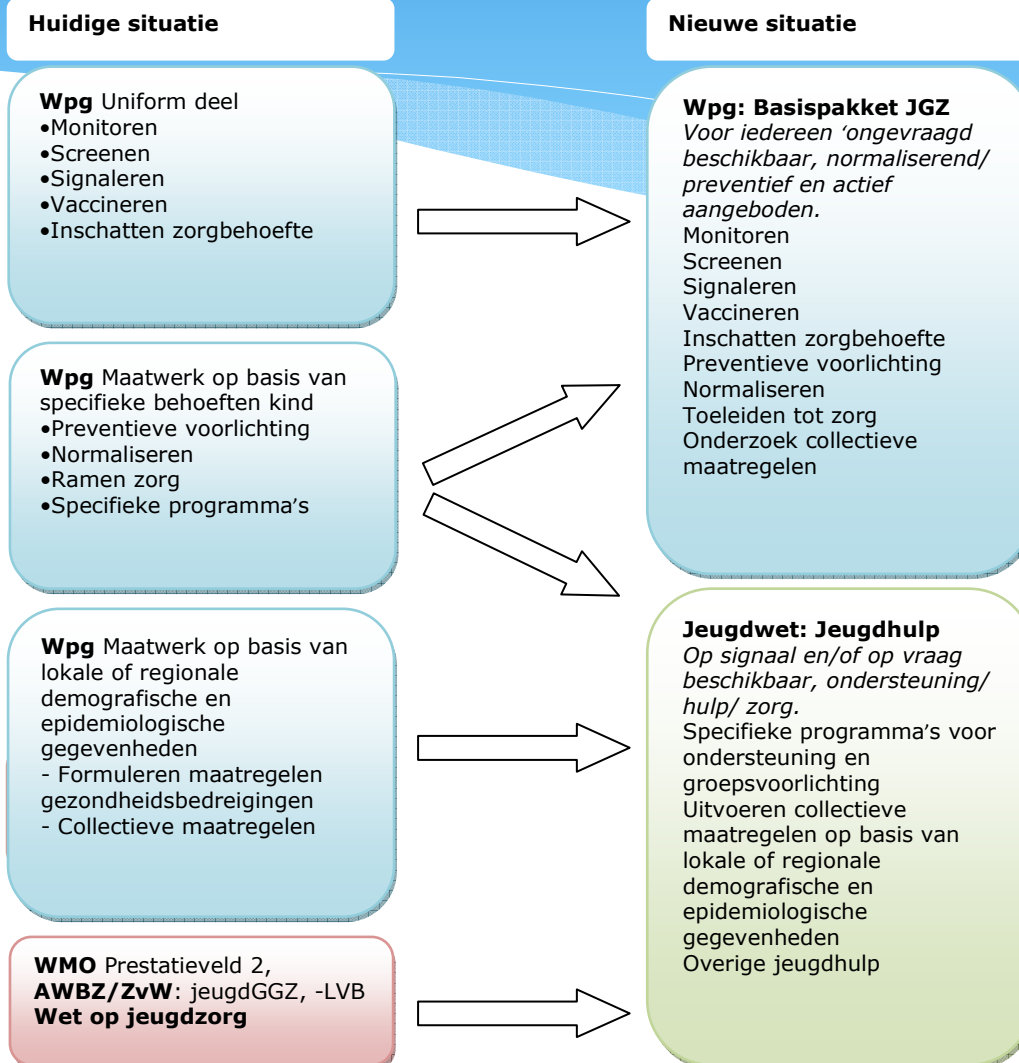 Huidige situatie
Wpg Uniform deel
•Monitoren
•Screenen
•Signaleren
•Vaccineren
•Inschatten zorgbehoefte
Wpg Maatwerk op basis van
specifieke behoeften kind
•Preventieve voorlichting
•Normaliseren
•Ramen zorg
•Specifieke programma's
Wpg Maatwerk op basis van
lokale of regionale
demografische en
epidemiologische
gegevenheden
- Formuleren maatregelen
gezondheidsbedreigingen
- Collectieve maatregelen
WMO Prestatieveld 2,
AWBZ/ZvW: jeugdGGZ, -LVB
Wet op jeugdzorg
Nieuwe situatie
Wpg: Basispakket JGZ
Voor iedereen ‘ongevraagd
beschikbaar, normaliserend/
preventief en actief
aangeboden.
Monitoren
Screenen
Signaleren
Vaccineren
Inschatten zorgbehoefte
Preventieve voorlichting
Normaliseren
Toeleiden tot zorg
Onderzoek collectieve
maatregelen
Jeugdwet: Jeugdhulp
Op signaal en/of op vraag
beschikbaar, ondersteuning/
hulp/ zorg.
Specifieke programma's voor
ondersteuning en
groepsvoorlichting
Uitvoeren collectieve
maatregelen op basis van
lokale of regionale
demografische en
epidemiologische
gegevenheden
Overige jeugdhulp